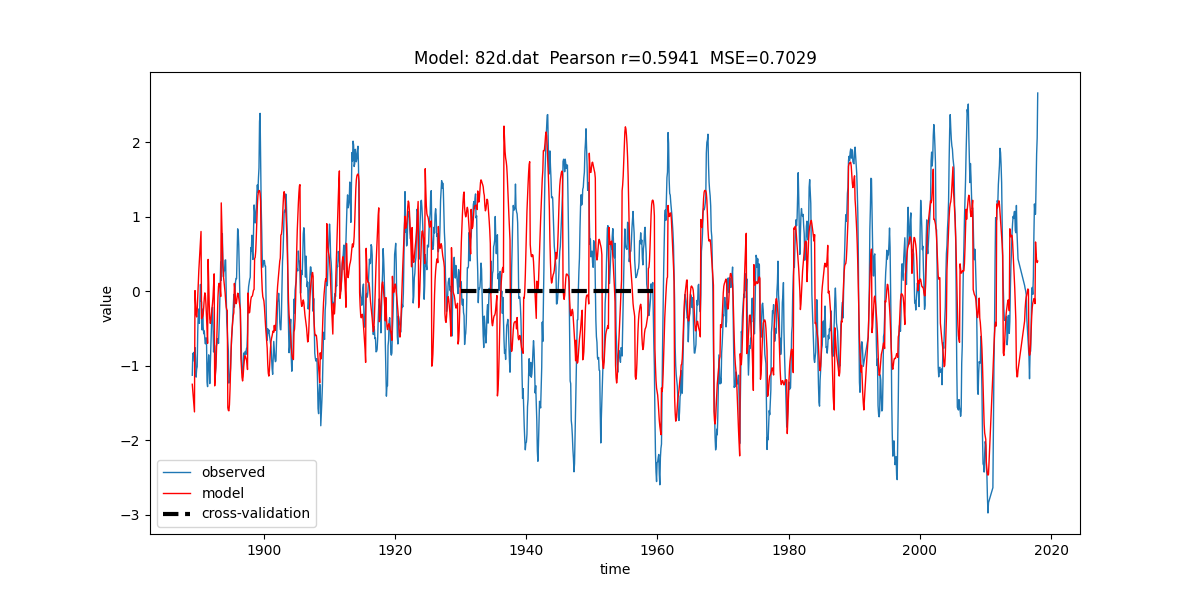 Model: 82d.dat  Pearson r=0.5941  MSE=0.7029
value
2
1
0
−1
−2
−3
observed
model
cross-validation
1900 1920 1940 1960 1980 2000 2020
time